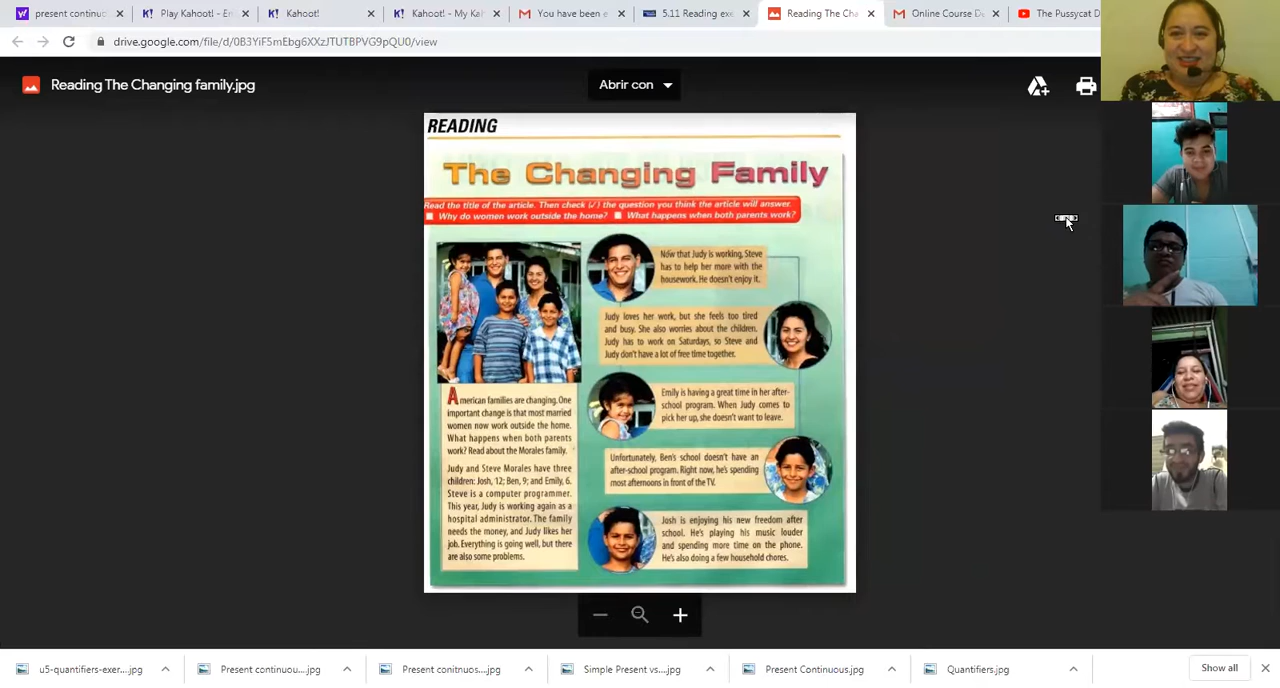 present continu
Play Kahoot! - En
Kahoot!
Kahoot! - My Kah
You have been e
5.11 Reading exe
Reading The Cha
Online Course De
The Pussycat D
drive.google.com/file/d/0B3YiF5mEbg6XXzJTUTBPVG9pQU0/view
Reading The Changing family.jpg
Abrir con
READING
The Changing Family
Read the title of the article. Then check (✓) the question you think the article will answer.
Why do women work outside the home? What happens when both parents work?
American families are changing. One
important change is that most married
women now work outside the home.
What happens when both parents
work? Read about the Morales family.
Judy and Steve Morales have three
children: Josh, 12; Ben, 9; and Emily, 6.
Steve is a computer programmer.
This year, Judy is working again as a
hospital administrator. The family
needs the money, and Judy likes her
job. Everything is going well, but there
are also some problems.
Now that Judy is working, Steve
has to help her more with the
housework. He doesn't enjoy it.
Judy loves her work, but she feels too tired
and busy. She also worries about the children.
Judy has to work on Saturdays, so Steve and
Judy don't have a lot of free time together.
Emily is having a great time in her after-
school program. When Judy comes to
pick her up, she doesn't want to leave.
Unfortunately, Ben's school doesn't have an
after-school program. Right now, he's spending
most afternoons in front of the TV.
Josh is enjoying his new freedom after
school. He's playing his music louder
and spending more time on the phone.
He's also doing a few household chores.
u5-quantifiers-exer....jpg
Present continuou....jpg
Present conitnuos....jpg
Simple Present vs....jpg
Present Continuous.jpg
Quantifiers.jpg
Show all